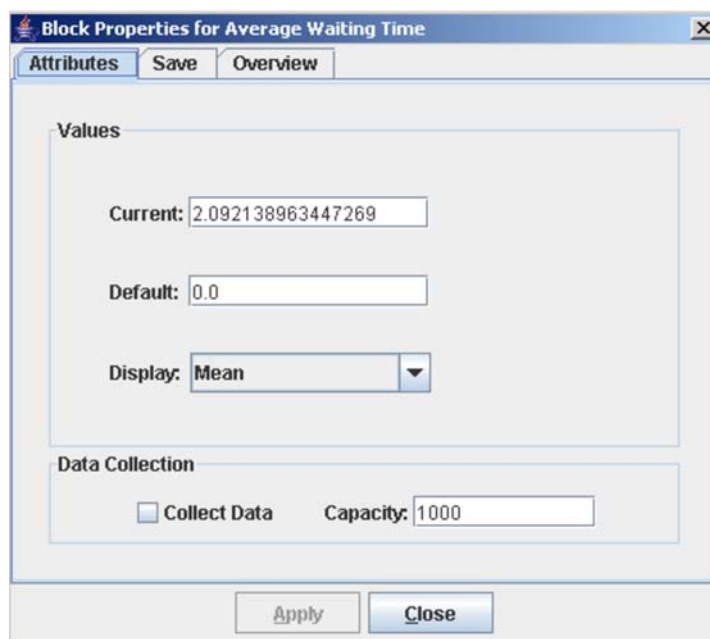 Block Properties for Average Waiting Time
Attributes Save Overview
Values
Current: 2.092138963447269
Default: 0.0
Display: Mean
Data Collection
Collect Data Capacity: 1000
Apply Close